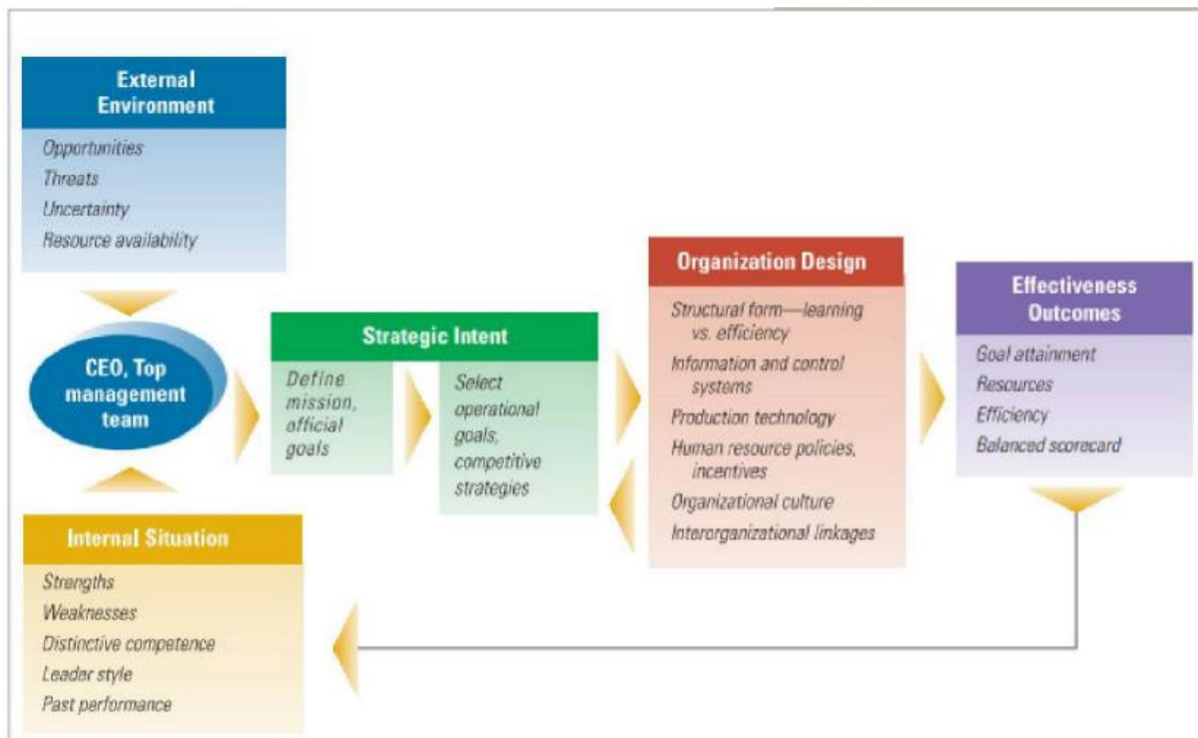 External
Environment
Opportunities
Threats
Uncertainty
Resource availability
CEO, Top
management
team
Internal Situation
Strengths
Weaknesses
Distinctive competence
Leader style
Past performance
Strategic Intent
Define
mission,
official
goals
Select
operational
goals,
competitive
strategies
Organization Design
Structural form—learning
vs. efficiency
Information and control
systems
Production technology
Human resource policies,
incentives
Organizational culture
Interorganizational linkages
Effectiveness
Outcomes
Goal attainment
Resources
Efficiency
Balanced scorecard